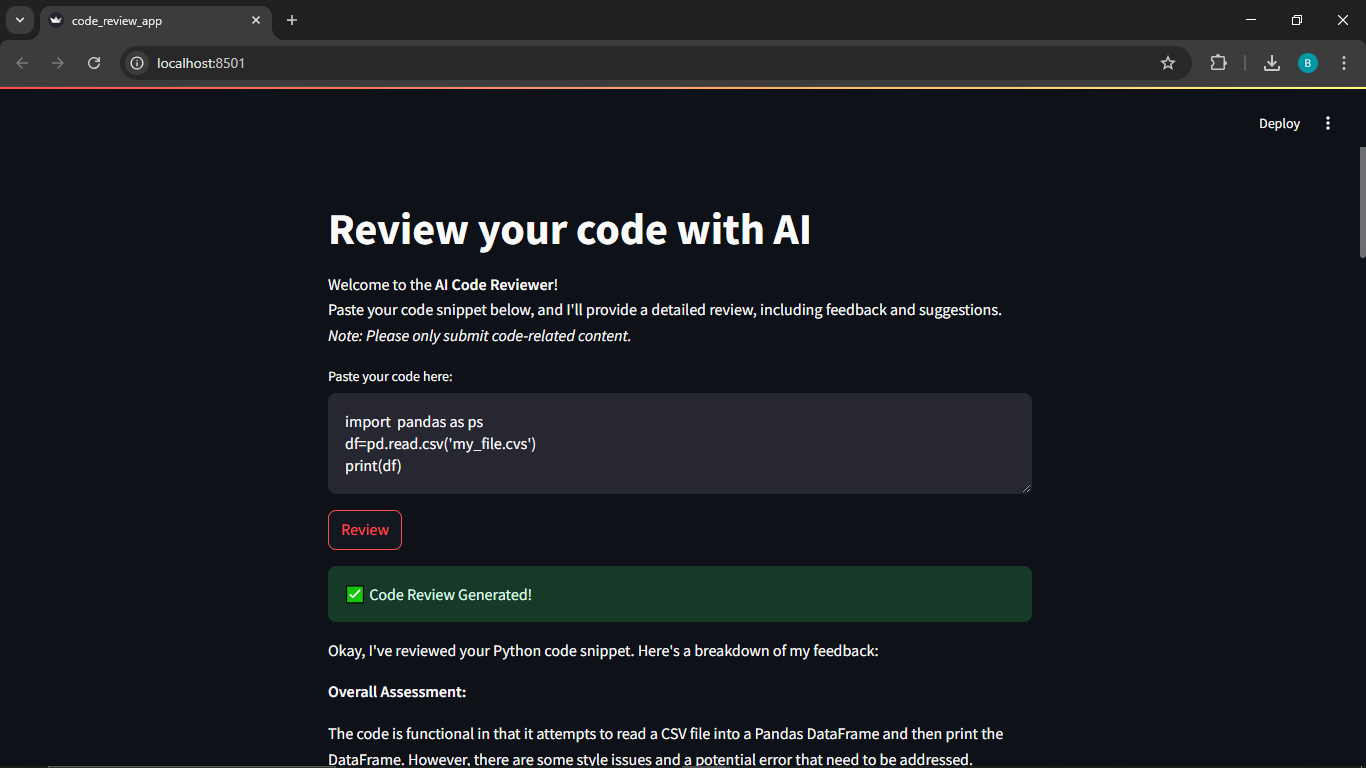 code_review_app
localhost:8501
B
Deploy
Review your code with AI
Welcome to the AI Code Reviewer!
Paste your code snippet below, and I'll provide a detailed review, including feedback and suggestions.
Note: Please only submit code-related content.
Paste your code here:
import  pandas as ps
df=pd.read.csv('my_file.cvs')
print(df)
Review
Code Review Generated!
Okay, I've reviewed your Python code snippet. Here's a breakdown of my feedback:
Overall Assessment:
The code is functional in that it attempts to read a CSV file into a Pandas DataFrame and then print the
DataFrame. However, there are some style issues and a potential error that need to be addressed.